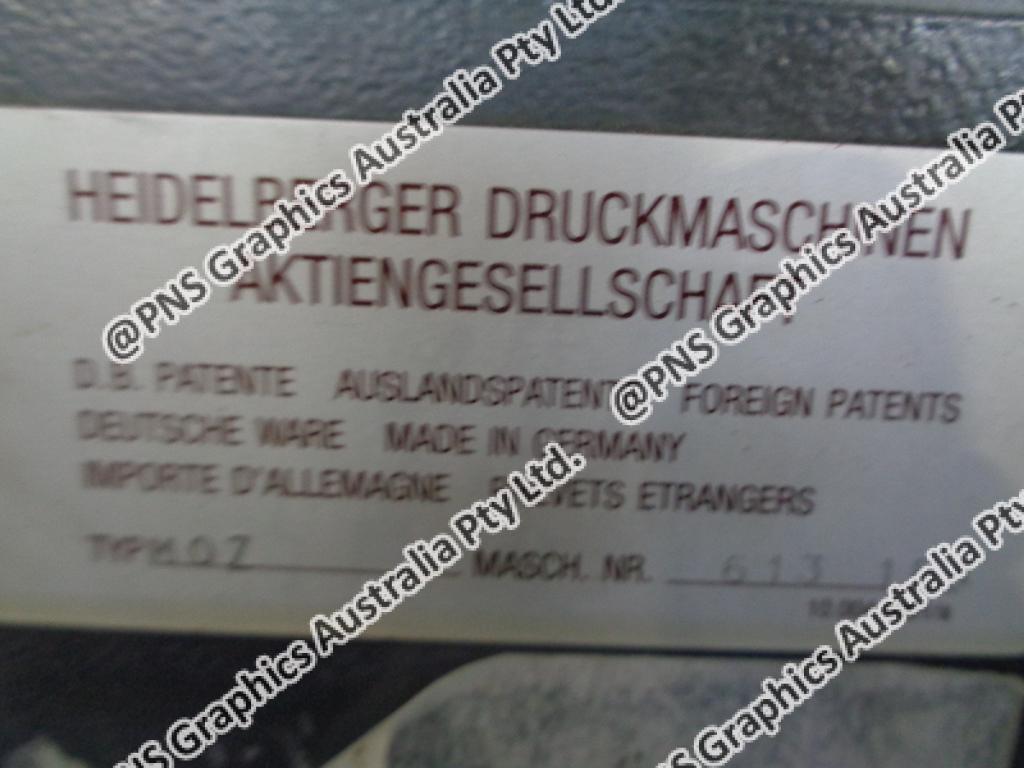 HEIDELBERGER DRUCKMASCHINEN
AKTIENGESELLSCHAFT
D.B. PATENTE AUSLANDSPATENTE FOREIGN PATENTS
DEUTSCHE WARE MADE IN GERMANY
IMPORTE D'ALLEMAGNE BREVETS ETRANGERS
TYP MOZ MASCH. NR. 613
@PNS Graphics Australia Pty Ltd.
@PNS Graphics Australia Pty
PNS Graphics Australia Pty Ltd.
PNS Graphics Australia Pty